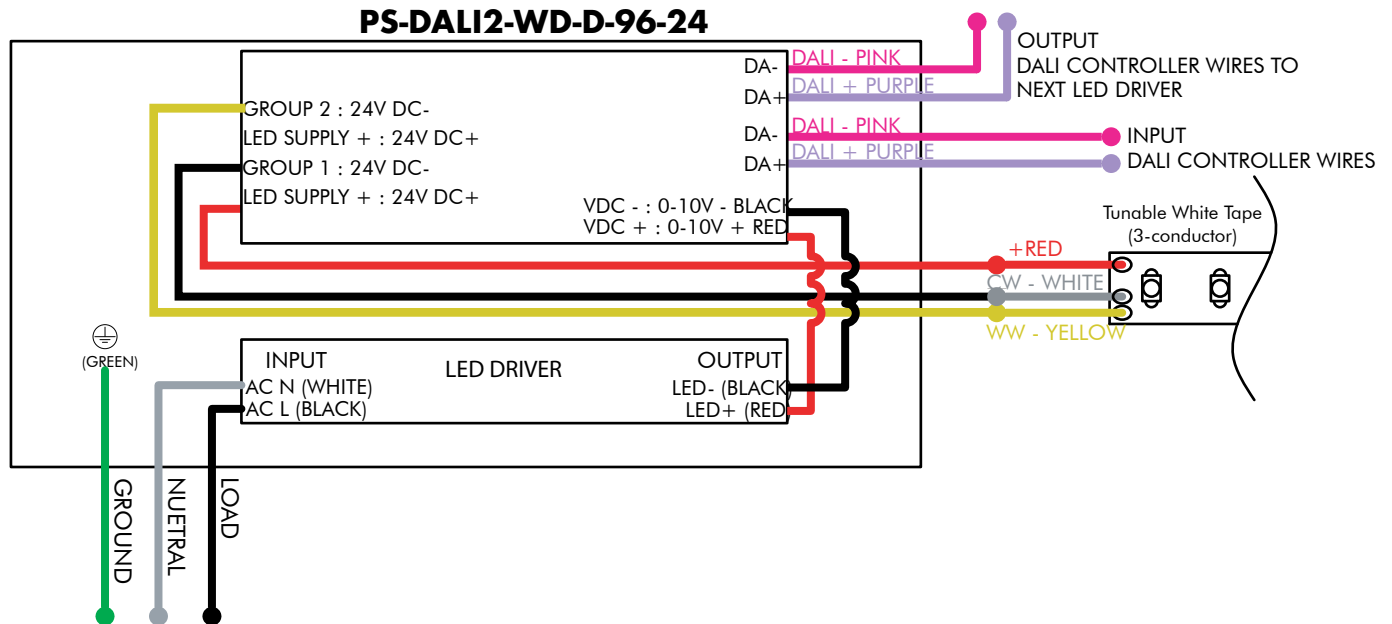 PS-DALI2-WD-D-96-24
OUTPUT
DALI CONTROLLER WIRES TO
NEXT LED DRIVER
DA-
DALI - PINK
DA+
DALI + PURPLE
DA-
DALI - PINK
DA+
DALI + PURPLE
INPUT
DALI CONTROLLER WIRES
GROUP 2 : 24V DC-
LED SUPPLY + : 24V DC+
GROUP 1 : 24V DC-
LED SUPPLY + : 24V DC+
VDC - : 0-10V - BLACK
VDC + : 0-10V + RED
Tunable White Tape
(3-conductor)
+RED
CW - WHITE
WW - YELLOW
(GREEN)
INPUT
LED DRIVER
OUTPUT
AC N (WHITE)
AC L (BLACK)
LED- (BLACK)
LED+ (RED)
GROUND
NUETRAL
LOAD